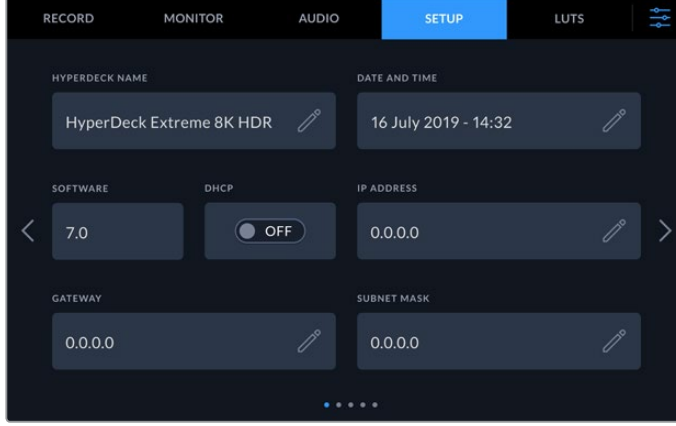 RECORD MONITOR AUDIO SETUP LUTS
HYPERDECK NAME DATE AND TIME
HyperDeck Extreme 8K HDR 16 July 2019 - 14:32
SOFTWARE DHCP IP ADDRESS
7.0 OFF 0.0.0.0
GATEWAY SUBNET MASK
0.0.0.0 0.0.0.0